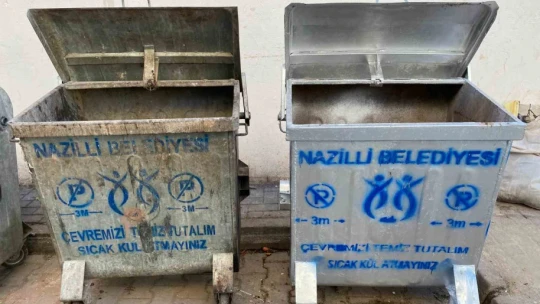 NAZİLLİ BELEDİYESİ
P P
3M 3M
ÇEVREMİZİ TEMİZ TUTALIM
SICAK KÜL ATMAYINIZ
NAZİLLİ BELEDİYESİ
P P
3m 3m
ÇEVREMİZİ TEMİZ TUTALIM
SICAK KÜL ATMAYINIZ